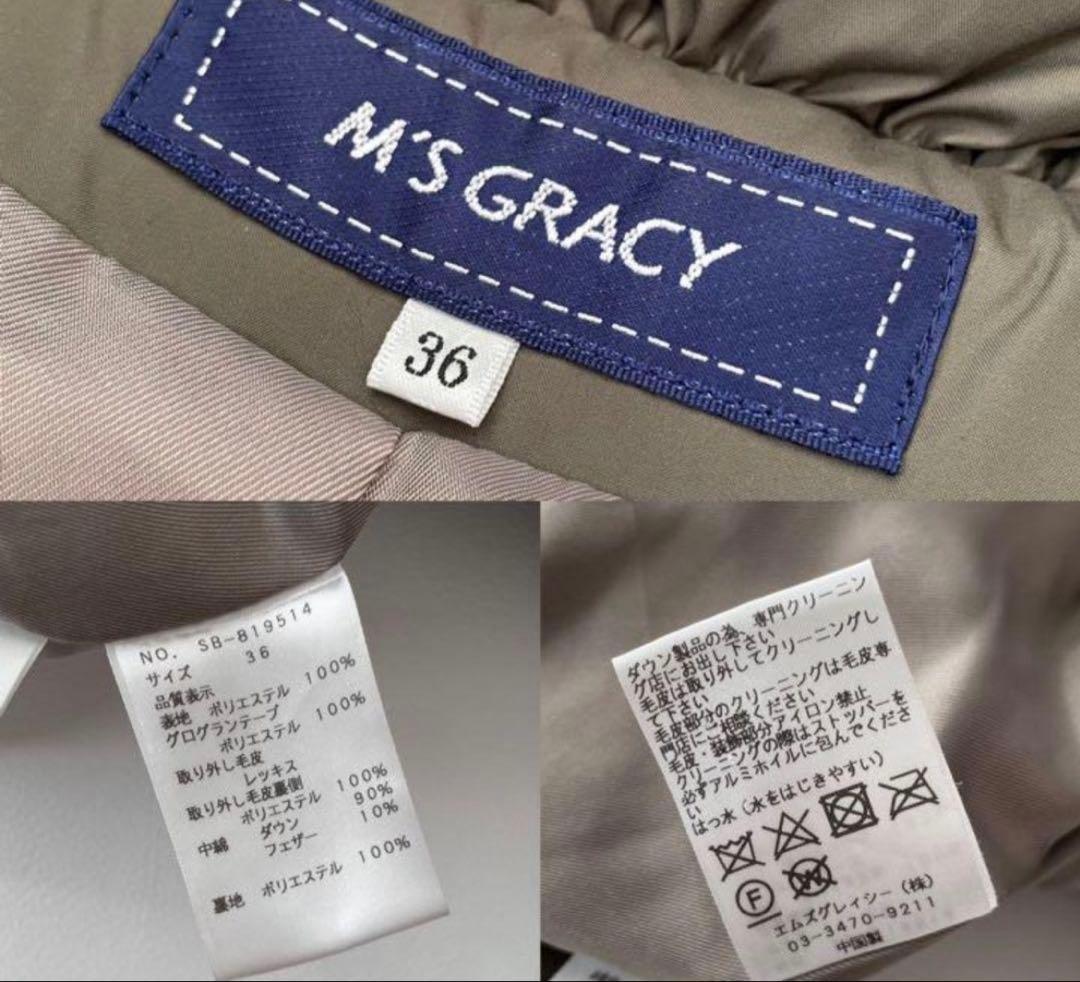 M'S GRACY
36
NO. SB-819514
サイズ 36
品質表示
表地 ポリエステル 100%
グログランテープ
ポリエステル 100%
取り外し毛皮
レッキス
取り外し毛皮裏側
ポリエステル 100%
中綿 ダウン 90%
フェザー 10%
裏地 ポリエステル 100%
ダウン製品の為、専門クリーニン
グ店にお出し下さい
毛皮は取り外してクリーニングし
て下さい
毛皮部分のクリーニングは毛皮専
門店にご相談ください
毛皮・装飾部分アイロン禁止
クリーニングの際はストッパーを
必ずアルミホイルに包んでくださ
い
はっ水(水をはじきやすい)
F
W
エムズグレイシー(株)
03-3470-9211
中国製